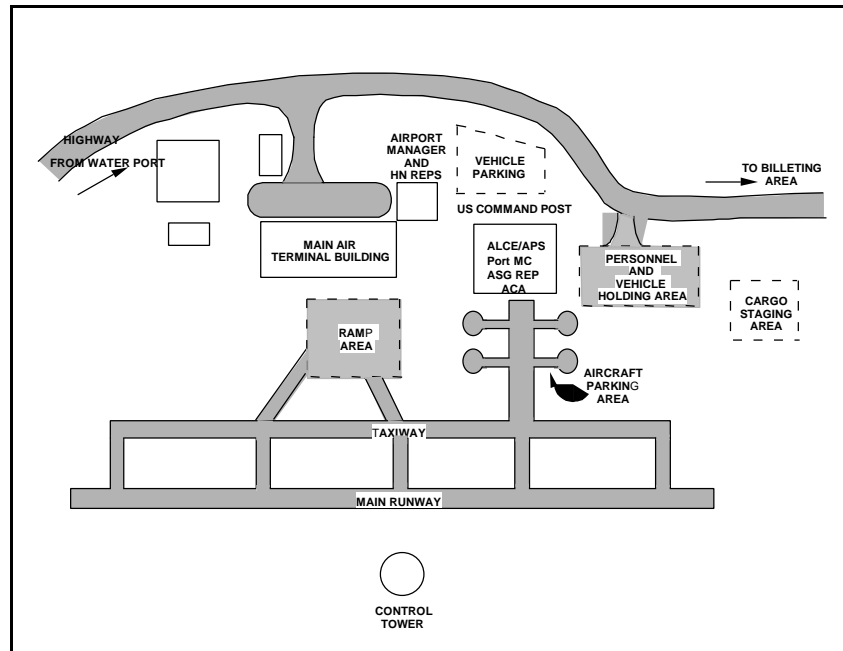 HIGHWAY
FROM WATER PORT
AIRPORT
MANAGER
AND
HN REPS
VEHICLE
PARKING
TO BILLETING
AREA
US COMMAND POST
MAIN AIR
TERMINAL BUILDING
ALCE/APS
Port MC
ASG REP
ACA
PERSONNEL
AND
VEHICLE
HOLDING AREA
CARGO
STAGING
AREA
RAMP
AREA
AIRCRAFT
PARKING
AREA
TAXIWAY
MAIN RUNWAY
CONTROL
TOWER